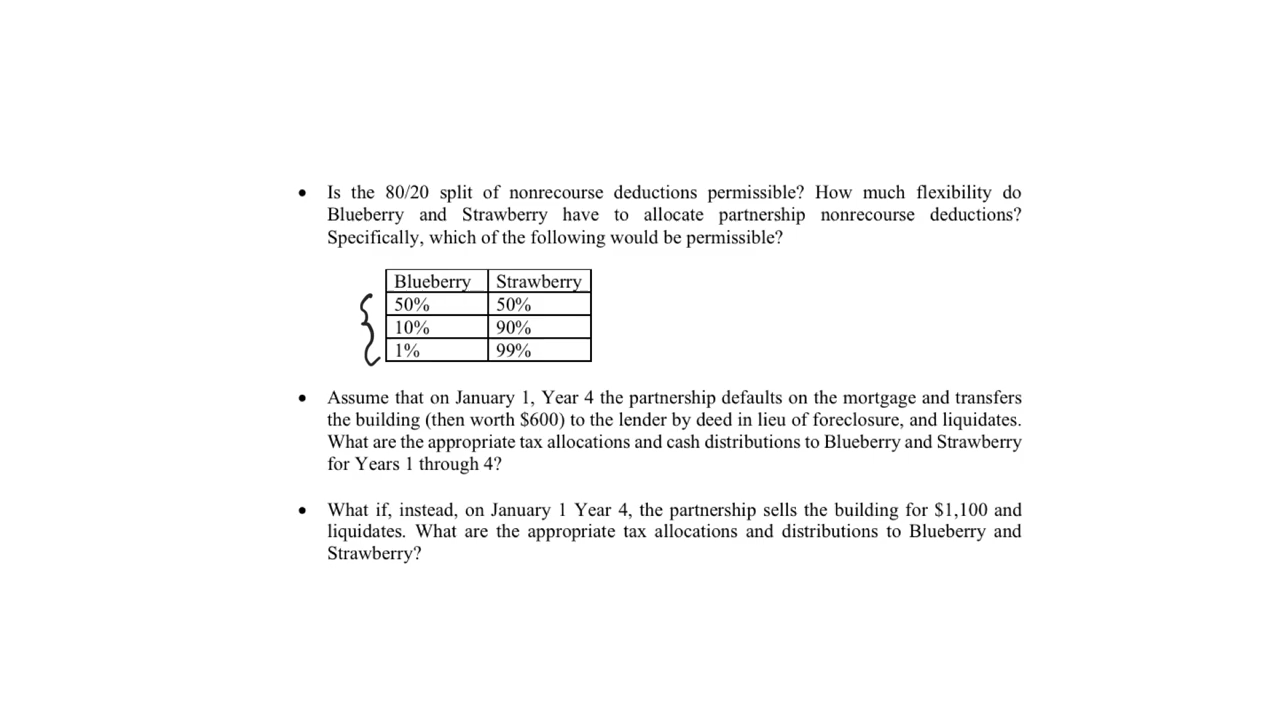 • Is the 80/20 split of nonrecourse deductions permissible? How much flexibility do
Blueberry and Strawberry have to allocate partnership nonrecourse deductions?
Specifically, which of the following would be permissible?
Blueberry Strawberry
50% 50%
10% 90%
1% 99%
• Assume that on January 1, Year 4 the partnership defaults on the mortgage and transfers
the building (then worth $600) to the lender by deed in lieu of foreclosure, and liquidates.
What are the appropriate tax allocations and cash distributions to Blueberry and Strawberry
for Years 1 through 4?
• What if, instead, on January 1 Year 4, the partnership sells the building for $1,100 and
liquidates. What are the appropriate tax allocations and distributions to Blueberry and
Strawberry?